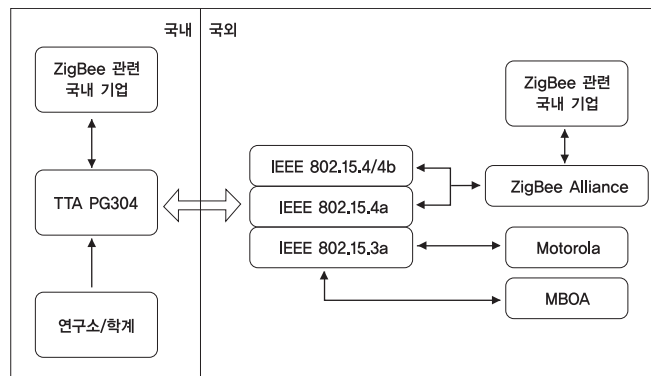 국내
국외
ZigBee 관련
국내 기업
TTA PG304
연구소/학계
IEEE 802.15.4/4b
IEEE 802.15.4a
IEEE 802.15.3a
ZigBee 관련
국내 기업
ZigBee Alliance
Motorola
MBOA